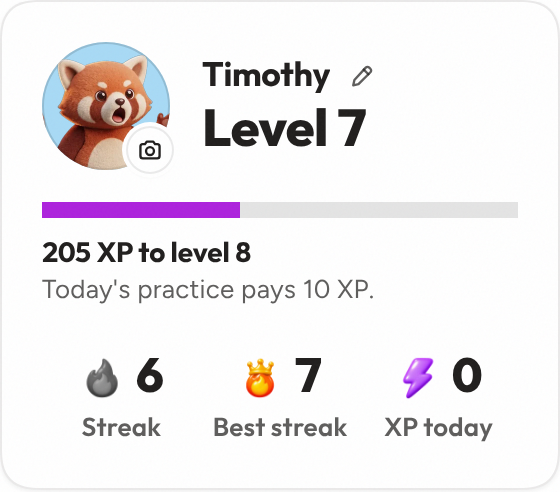 Timothy
Level 7
205 XP to level 8
Today's practice pays 10 XP.
6 7 0
Streak Best streak XP today